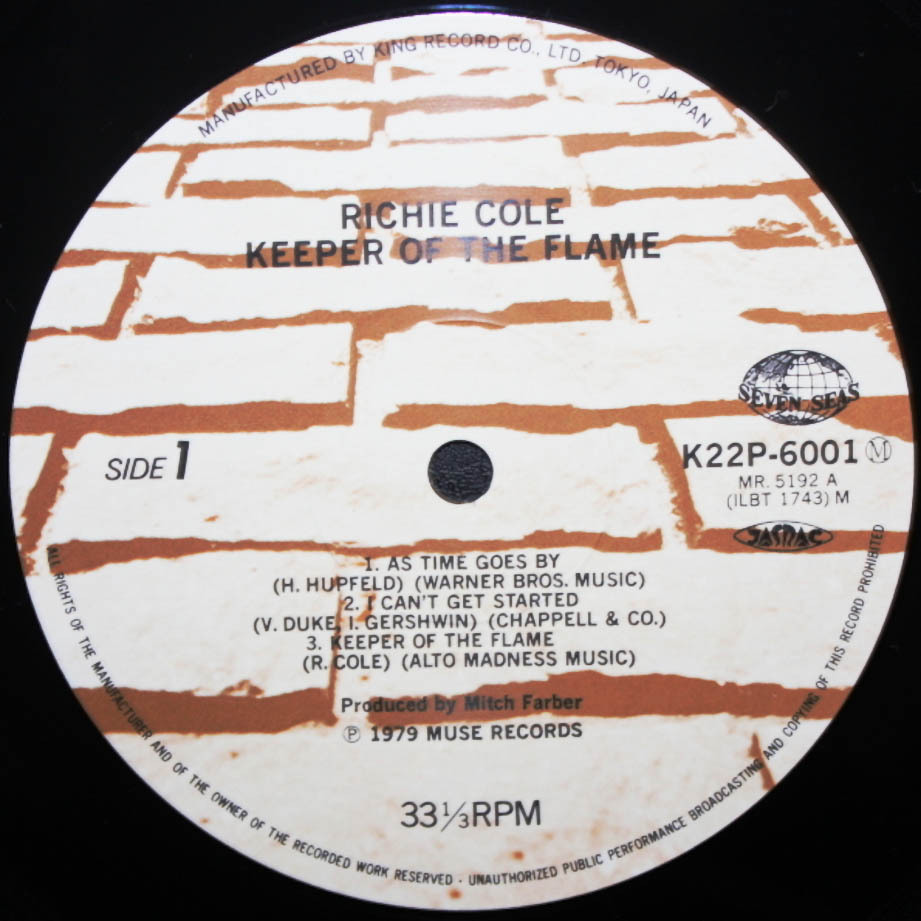 MANUFACTURED BY KING RECORD CO., LTD. TOKYO, JAPAN
RICHIE COLE
KEEPER OF THE FLAME
SEVEN SEAS
SIDE 1
K22P-6001 Ⓜ
MR. 5192 A
(ILBT 1743) M
JASRAC
1. AS TIME GOES BY
(H. HUPFELD) (WARNER BROS. MUSIC)
2. I CAN'T GET STARTED
(V. DUKE, I. GERSHWIN) (CHAPPELL & CO.)
3. KEEPER OF THE FLAME
(R. COLE) (ALTO MADNESS MUSIC)
Produced by Mitch Farber
℗ 1979 MUSE RECORDS
33 1/3 RPM
ALL RIGHTS OF THE MANUFACTURER AND OF THE OWNER OF THE RECORDED WORK RESERVED · UNAUTHORIZED PUBLIC PERFORMANCE BROADCASTING AND COPYING OF THIS RECORD PROHIBITED